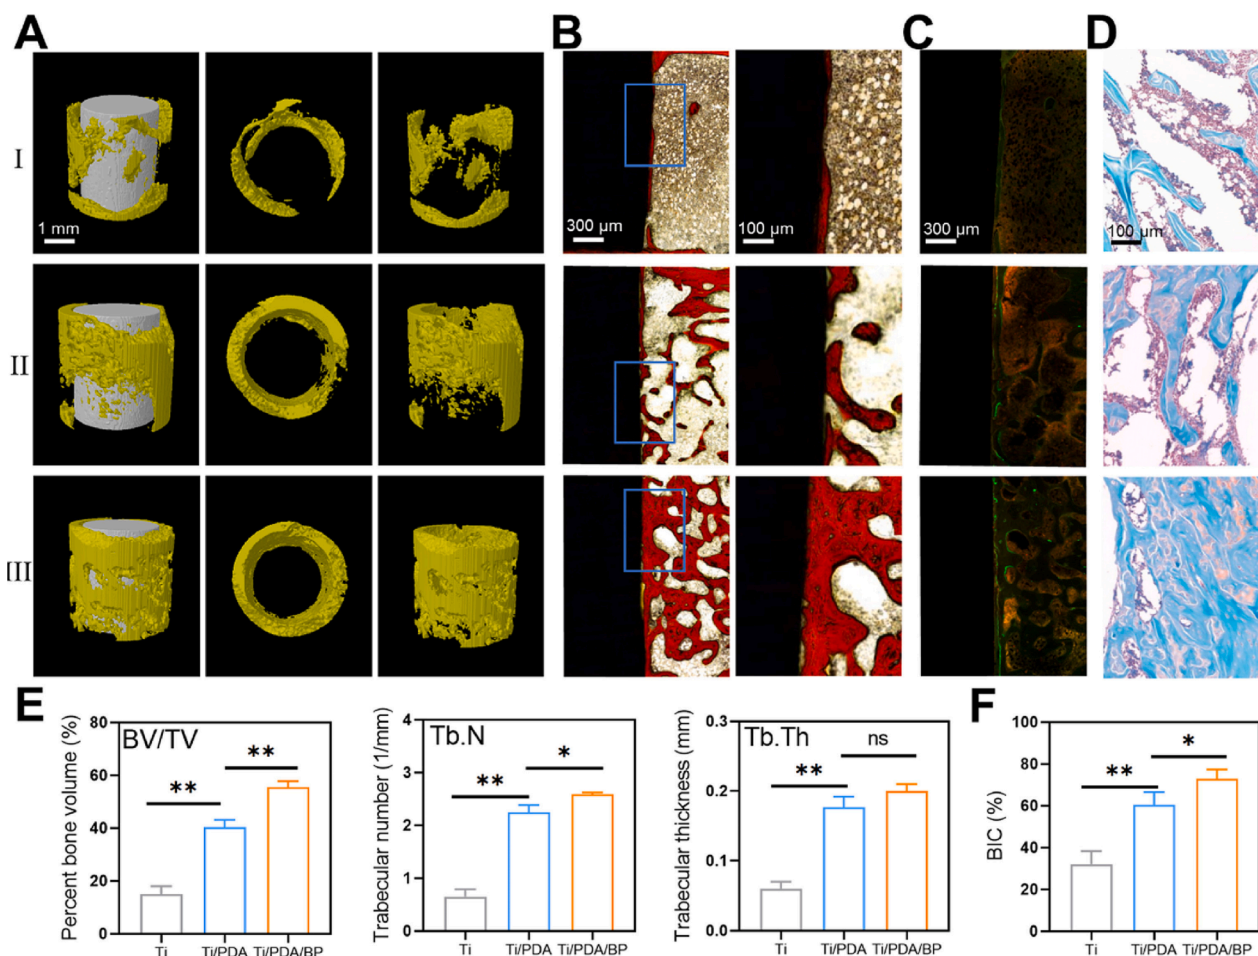 A
B
C
D
I
1 mm
300 µm
100 µm
300 µm
100 µm
II
III
E
BV/TV
Percent bone volume (%)
80
60
40
20
0
**
**
Ti
Ti/PDA
Ti/PDA/BP
Tb.N
Trabecular number (1/mm)
4
3
2
1
0
**
*
Ti
Ti/PDA
Ti/PDA/BP
Tb.Th
Trabecular thickness (mm)
0.3
0.2
0.1
0.0
**
ns
Ti
Ti/PDA
Ti/PDA/BP
F
BIC (%)
100
80
60
40
20
0
**
*
Ti
Ti/PDA
Ti/PDA/BP